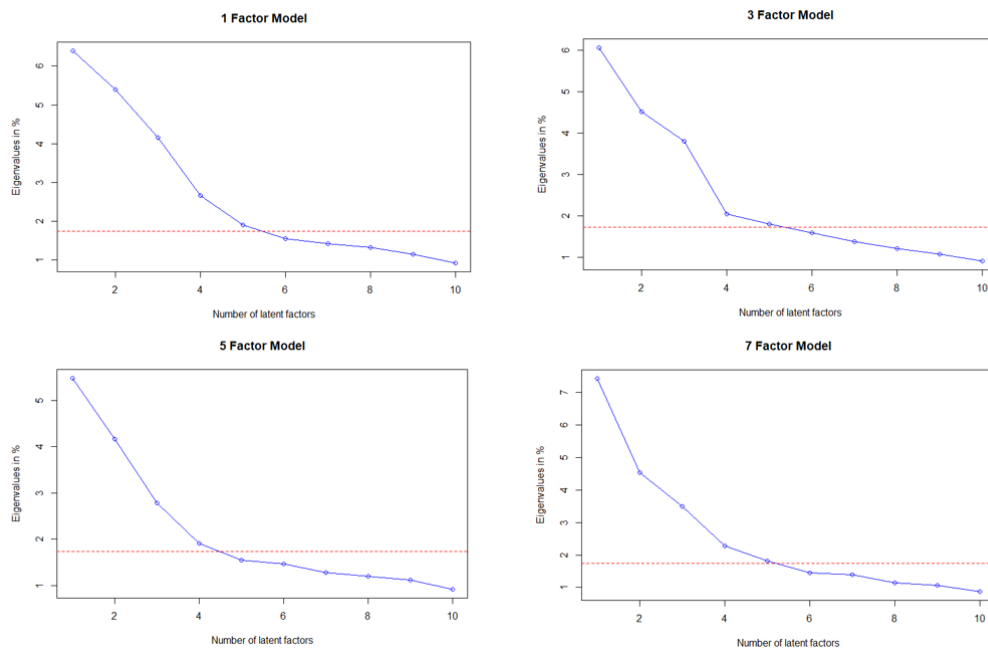 1 Factor Model
Eigenvalues in %
6
5
4
3
2
1
2 4 6 8 10
Number of latent factors
3 Factor Model
Eigenvalues in %
6
5
4
3
2
1
2 4 6 8 10
Number of latent factors
5 Factor Model
Eigenvalues in %
5
4
3
2
1
2 4 6 8 10
Number of latent factors
7 Factor Model
Eigenvalues in %
7
6
5
4
3
2
1
2 4 6 8 10
Number of latent factors